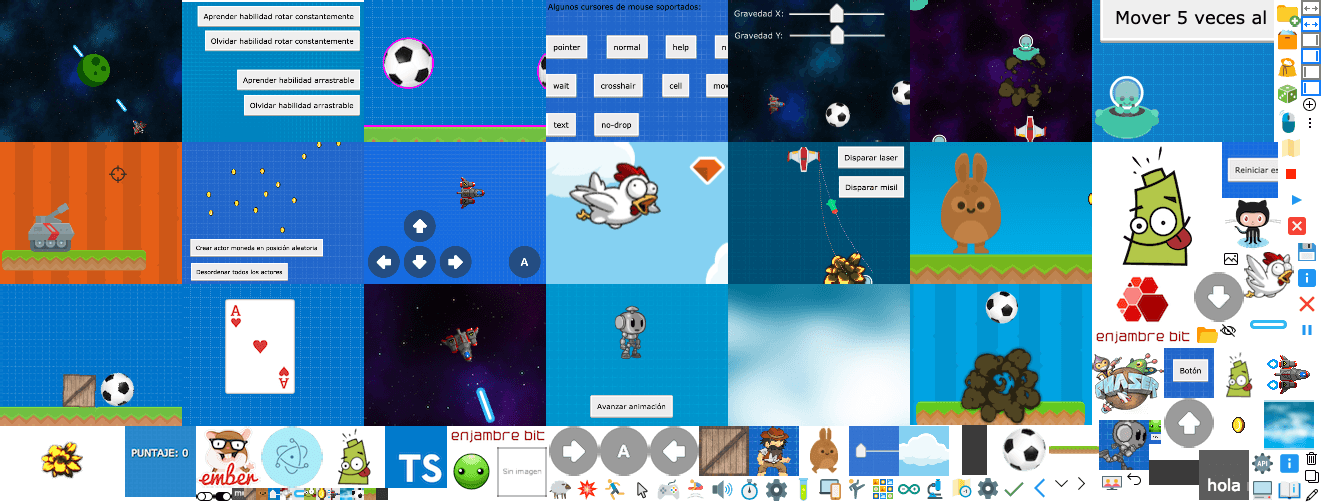 Aprender habilidad rotar constantemente
Olvidar habilidad rotar constantemente
Aprender habilidad arrastrable
Olvidar habilidad arrastrable
Algunos cursores de mouse soportados:
pointer
normal
help
n
wait
crosshair
cell
mov
text
no-drop
Gravedad X:
Gravedad Y:
Mover 5 veces al
Crear actor moneda en posición aleatoria
Desordenar todos los actores
A
Disparar laser
Disparar misil
Reiniciar es
A
A
Avanzar animación
enjambre bit
PHASER
Botón
PUNTAJE: 0
ember
TS
enjambre bit
Sin imagen
A
hola
API